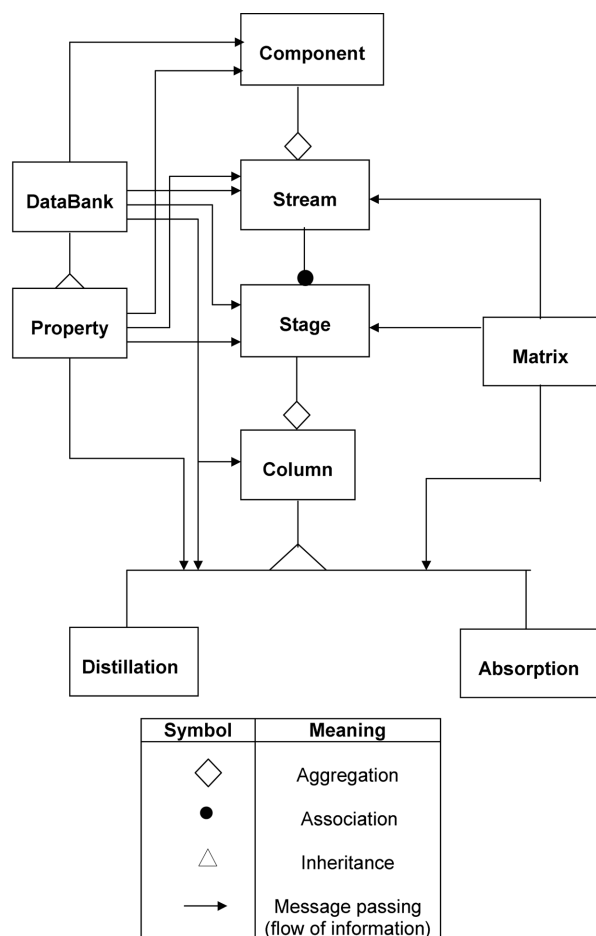 Component
DataBank
Stream
Property
Stage
Matrix
Column
Distillation
Absorption
Symbol Meaning
Aggregation
Association
Inheritance
Message passing
(flow of information)